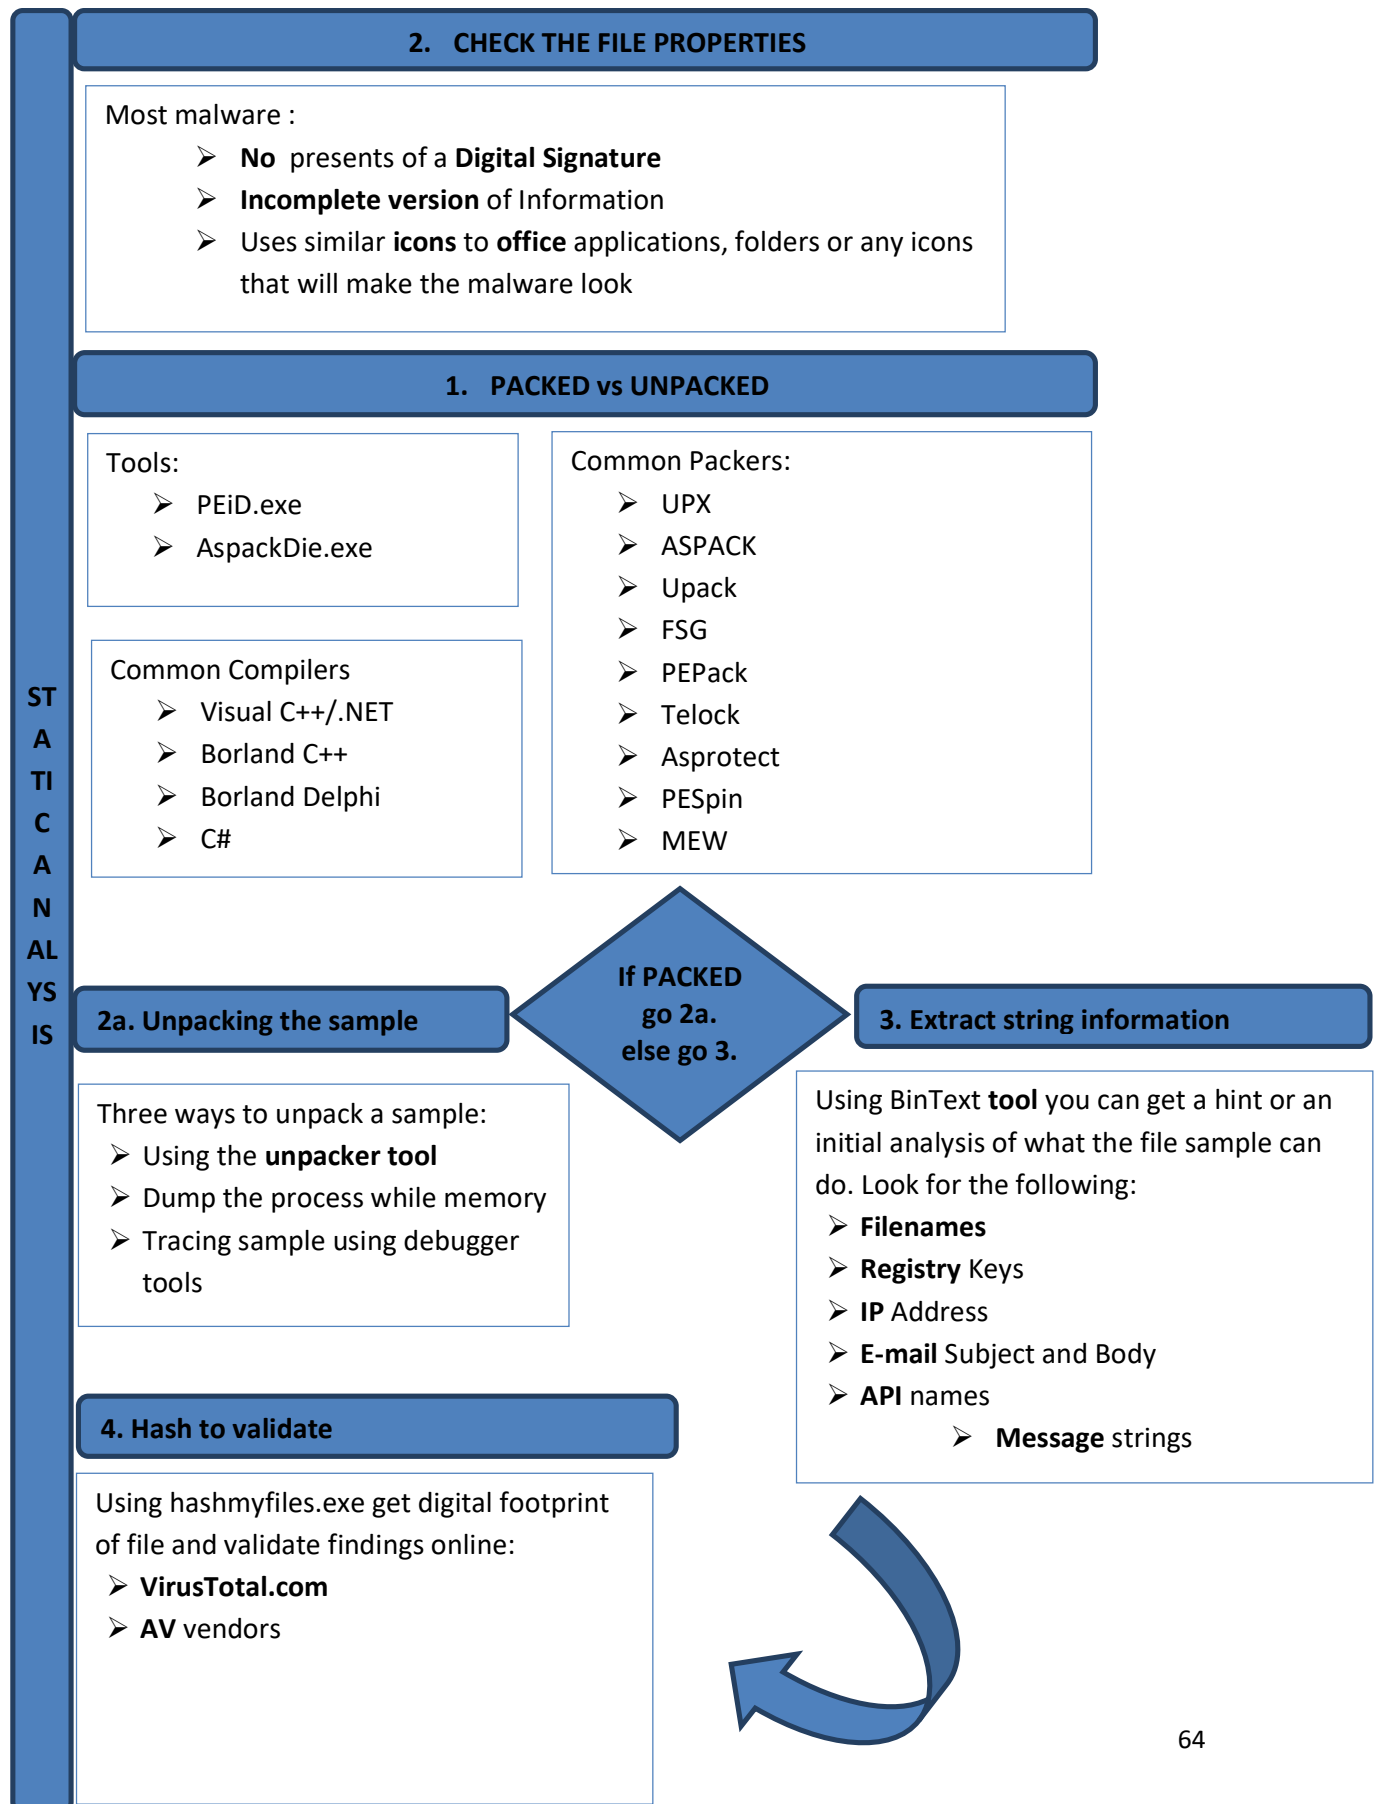 2. CHECK THE FILE PROPERTIES
Most malware :
➢ No presents of a Digital Signature
➢ Incomplete version of Information
➢ Uses similar icons to office applications, folders or any icons
that will make the malware look
1. PACKED vs UNPACKED
Tools:
➢ PEiD.exe
➢ AspackDie.exe
Common Compilers
➢ Visual C++/.NET
➢ Borland C++
➢ Borland Delphi
➢ C#
Common Packers:
➢ UPX
➢ ASPACK
➢ Upack
➢ FSG
➢ PEPack
➢ Telock
➢ Asprotect
➢ PESpin
➢ MEW
ST
A
TI
C
A
N
AL
YS
IS
If PACKED
go 2a.
else go 3.
2a. Unpacking the sample
Three ways to unpack a sample:
➢ Using the unpacker tool
➢ Dump the process while memory
➢ Tracing sample using debugger
tools
3. Extract string information
Using BinText tool you can get a hint or an
initial analysis of what the file sample can
do. Look for the following:
➢ Filenames
➢ Registry Keys
➢ IP Address
➢ E-mail Subject and Body
➢ API names
➢ Message strings
4. Hash to validate
Using hashmyfiles.exe get digital footprint
of file and validate findings online:
➢ VirusTotal.com
➢ AV vendors
64